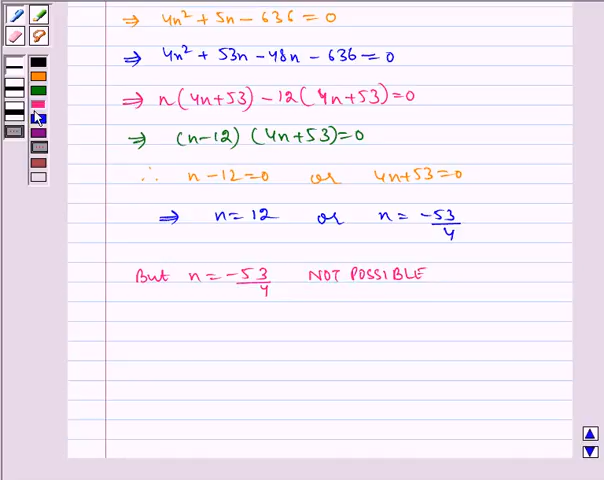 ⇒ 4n² + 5n - 636 = 0
⇒ 4n² + 53n - 48n - 636 = 0
⇒ n(4n+53) - 12(4n+53) = 0
⇒ (n-12) (4n+53) = 0
∴ n-12=0 or 4n+53=0
⇒ n=12 or n = -53/4
But n = -53/4 NOT POSSIBLE